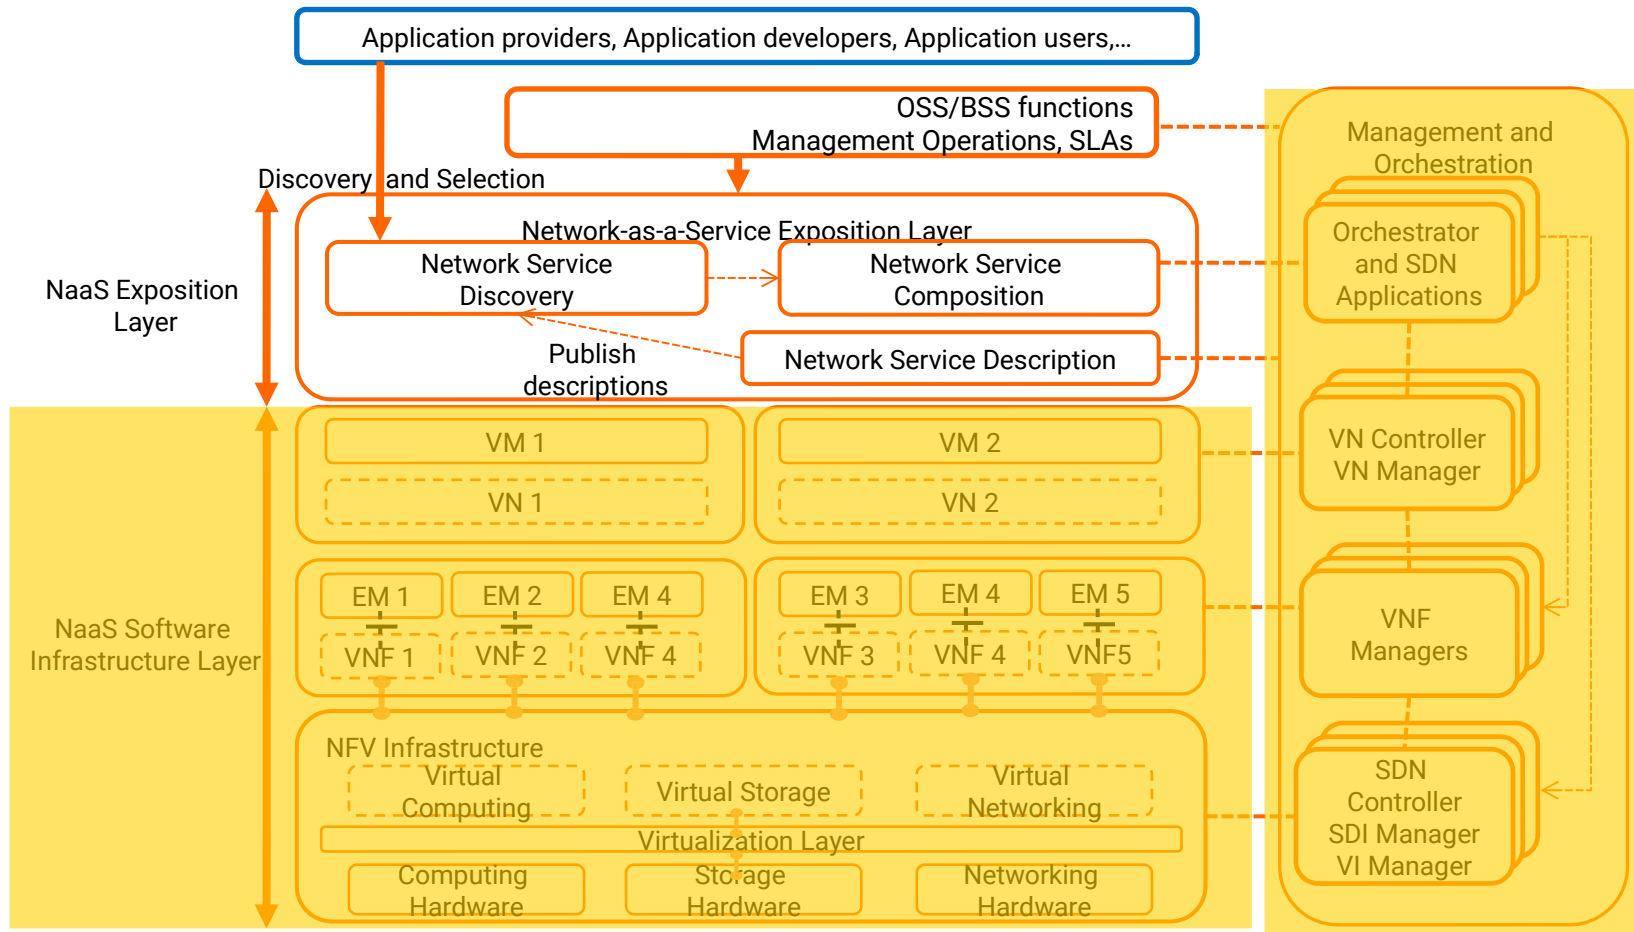 Application providers, Application developers, Application users,...
OSS/BSS functions
Management Operations, SLAs
Discovery and Selection
Network-as-a-Service Exposition Layer
Network Service
Discovery
Network Service
Composition
NaaS Exposition
Layer
Publish
descriptions
Network Service Description
VM 1
VM 2
VN 1
VN 2
EM 1
EM 2
EM 4
EM 3
EM 4
EM 5
VNF 1
VNF 2
VNF 4
VNF 3
VNF 4
VNF5
NaaS Software
Infrastructure Layer
NFV Infrastructure
Virtual
Computing
Virtual Storage
Virtual
Networking
Virtualization Layer
Computing
Hardware
Storage
Hardware
Networking
Hardware
Management and
Orchestration
Orchestrator
and SDN
Applications
VN Controller
VN Manager
VNF
Managers
SDN
Controller
SDI Manager
VI Manager